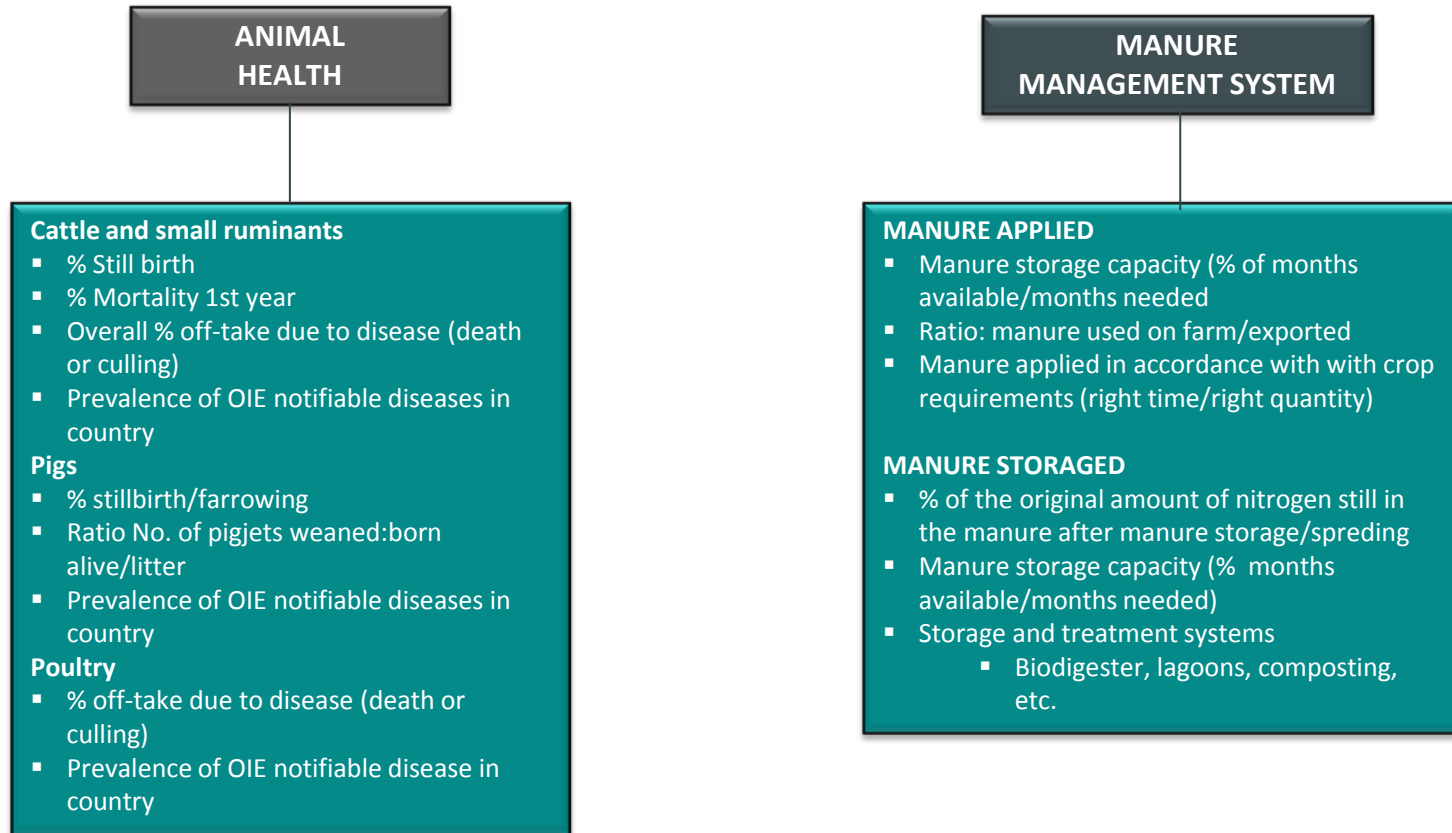 ANIMAL
HEALTH
Cattle and small ruminants
▪ % Still birth
▪ % Mortality 1st year
▪ Overall % off-take due to disease (death
or culling)
▪ Prevalence of OIE notifiable diseases in
country
Pigs
▪ % stillbirth/farrowing
▪ Ratio No. of pigjets weaned:born
alive/litter
▪ Prevalence of OIE notifiable diseases in
country
Poultry
▪ % off-take due to disease (death or
culling)
▪ Prevalence of OIE notifiable disease in
country
MANURE
MANAGEMENT SYSTEM
MANURE APPLIED
▪ Manure storage capacity (% of months
available/months needed
▪ Ratio: manure used on farm/exported
▪ Manure applied in accordance with with crop
requirements (right time/right quantity)
MANURE STORAGED
▪ % of the original amount of nitrogen still in
the manure after manure storage/spreding
▪ Manure storage capacity (% months
available/months needed)
▪ Storage and treatment systems
▪ Biodigester, lagoons, composting,
etc.